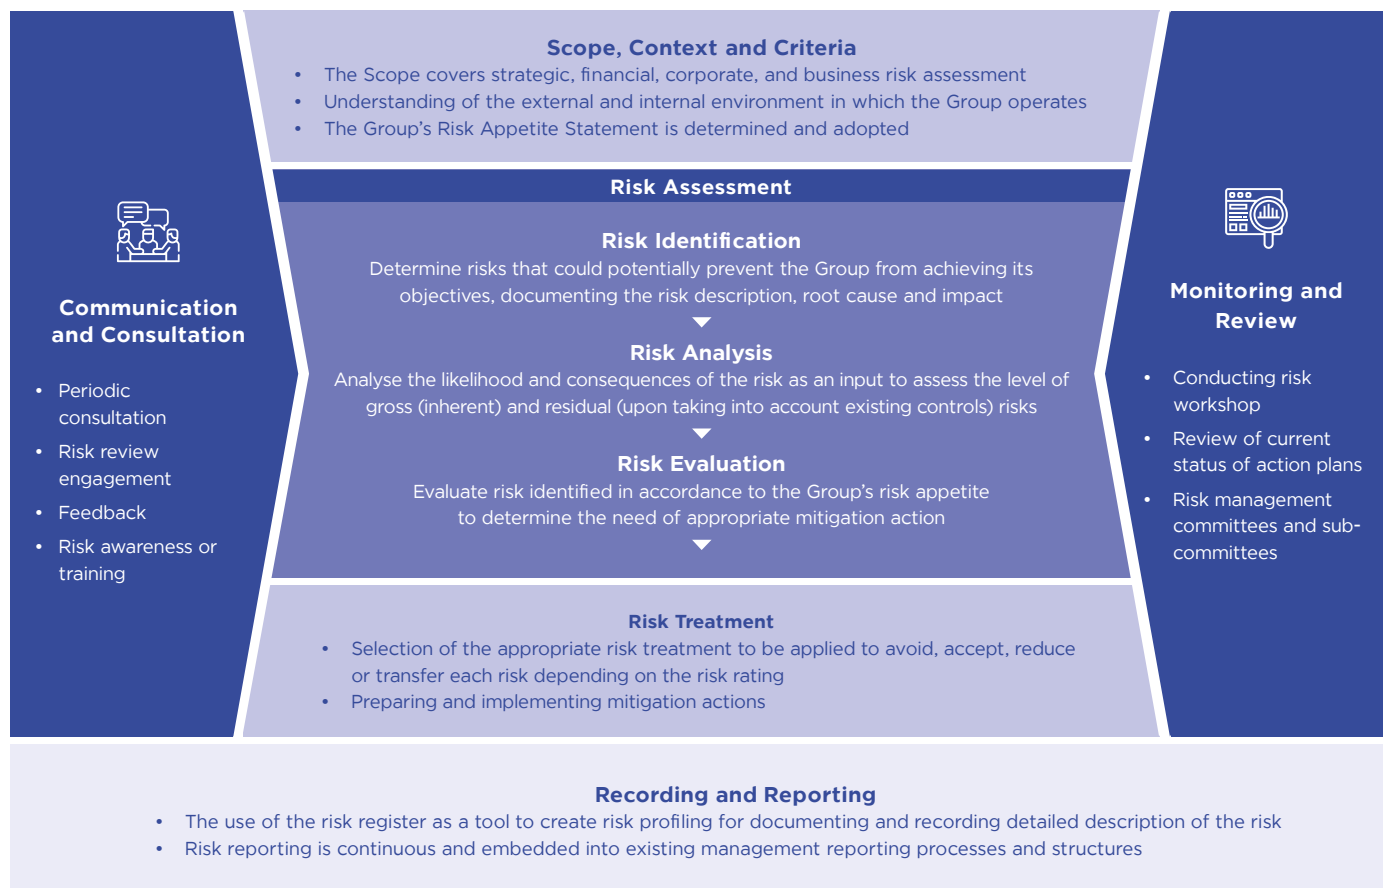 Scope, Context and Criteria
• The Scope covers strategic, financial, corporate, and business risk assessment
• Understanding of the external and internal environment in which the Group operates
• The Group's Risk Appetite Statement is determined and adopted
Communication
and Consultation
• Periodic
consultation
• Risk review
engagement
• Feedback
• Risk awareness or
training
Risk Assessment
Risk Identification
Determine risks that could potentially prevent the Group from achieving its
objectives, documenting the risk description, root cause and impact
Risk Analysis
Analyse the likelihood and consequences of the risk as an input to assess the level of
gross (inherent) and residual (upon taking into account existing controls) risks
Risk Evaluation
Evaluate risk identified in accordance to the Group's risk appetite
to determine the need of appropriate mitigation action
Monitoring and
Review
• Conducting risk
workshop
• Review of current
status of action plans
• Risk management
committees and sub-
committees
Risk Treatment
• Selection of the appropriate risk treatment to be applied to avoid, accept, reduce
or transfer each risk depending on the risk rating
• Preparing and implementing mitigation actions
Recording and Reporting
• The use of the risk register as a tool to create risk profiling for documenting and recording detailed description of the risk
• Risk reporting is continuous and embedded into existing management reporting processes and structures